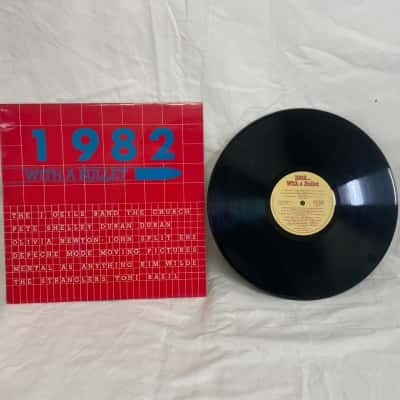 1982
WITH A BULLET
THE J GEILS BAND THE CHURCH
PETE SHELLEY DURAN DURAN
OLIVIA NEWTON JOHN SPLIT ENZ
DEPECHE MODE MOVING PICTURES
MENTAL AS ANYTHING KIM WILDE
THE STRANGLERS TONI BASIL
1982...
With a Bullet